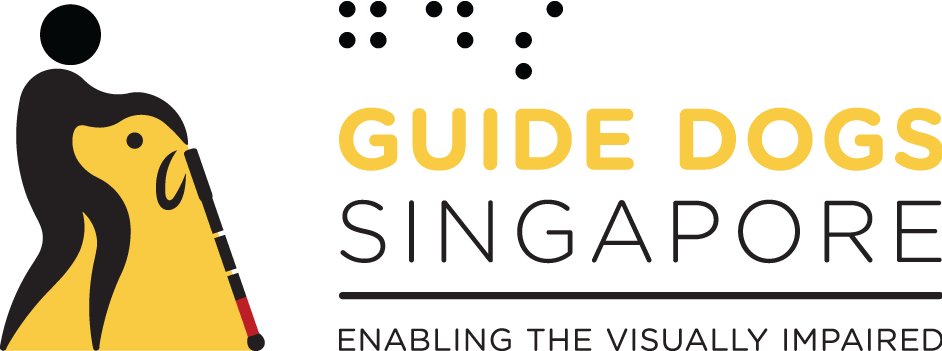 ⠛⠙⠎
GUIDE DOGS
SINGAPORE
ENABLING THE VISUALLY IMPAIRED